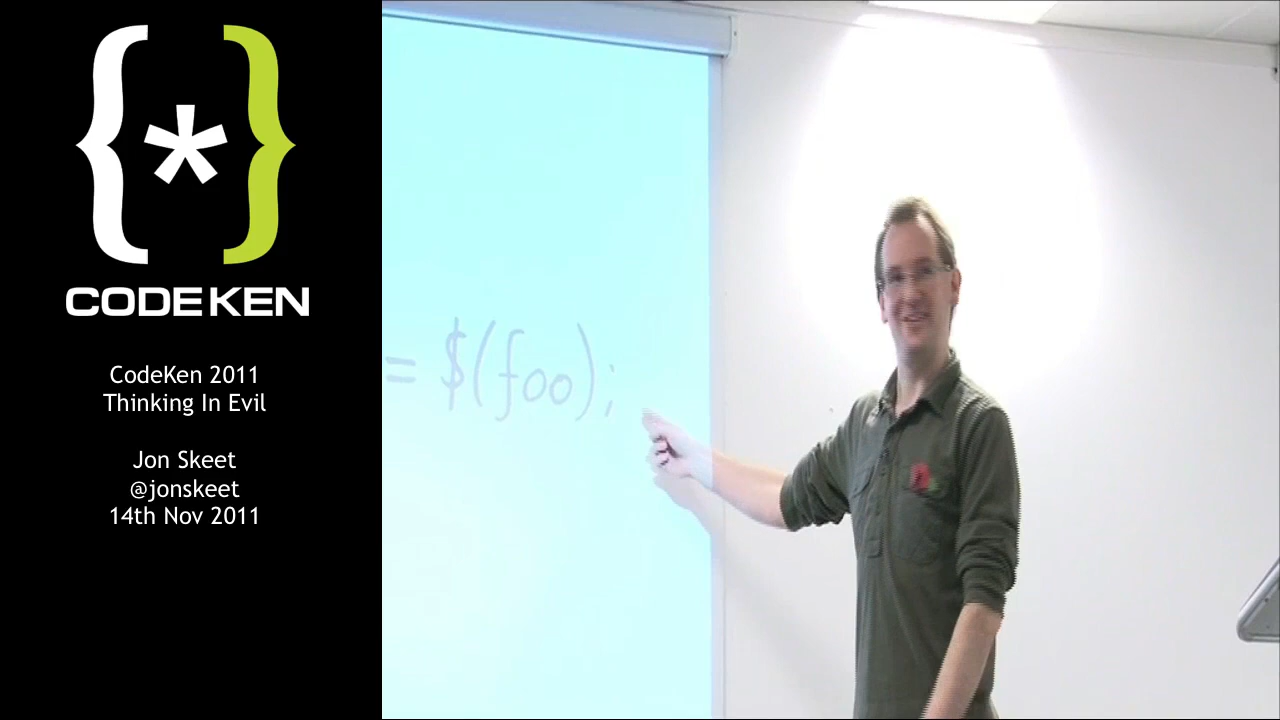 {*}
CODEKEN
CodeKen 2011
Thinking In Evil
Jon Skeet
@jonskeet
14th Nov 2011
= $(foo);